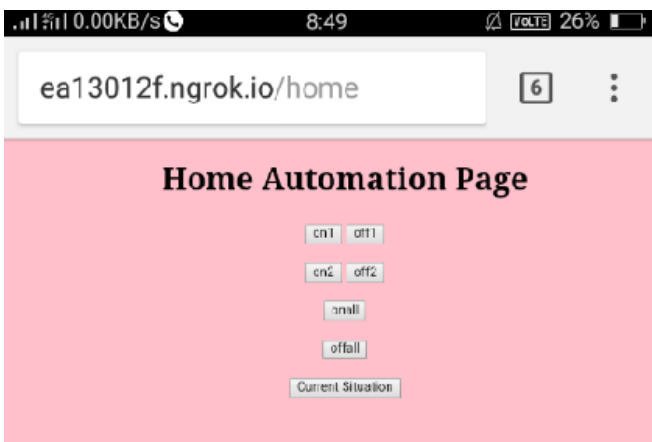 0.00KB/s 8:49 VOLTE 26%
ea13012f.ngrok.io/home 6
Home Automation Page
on1 off1
on2 off2
onall
offall
Current Situation